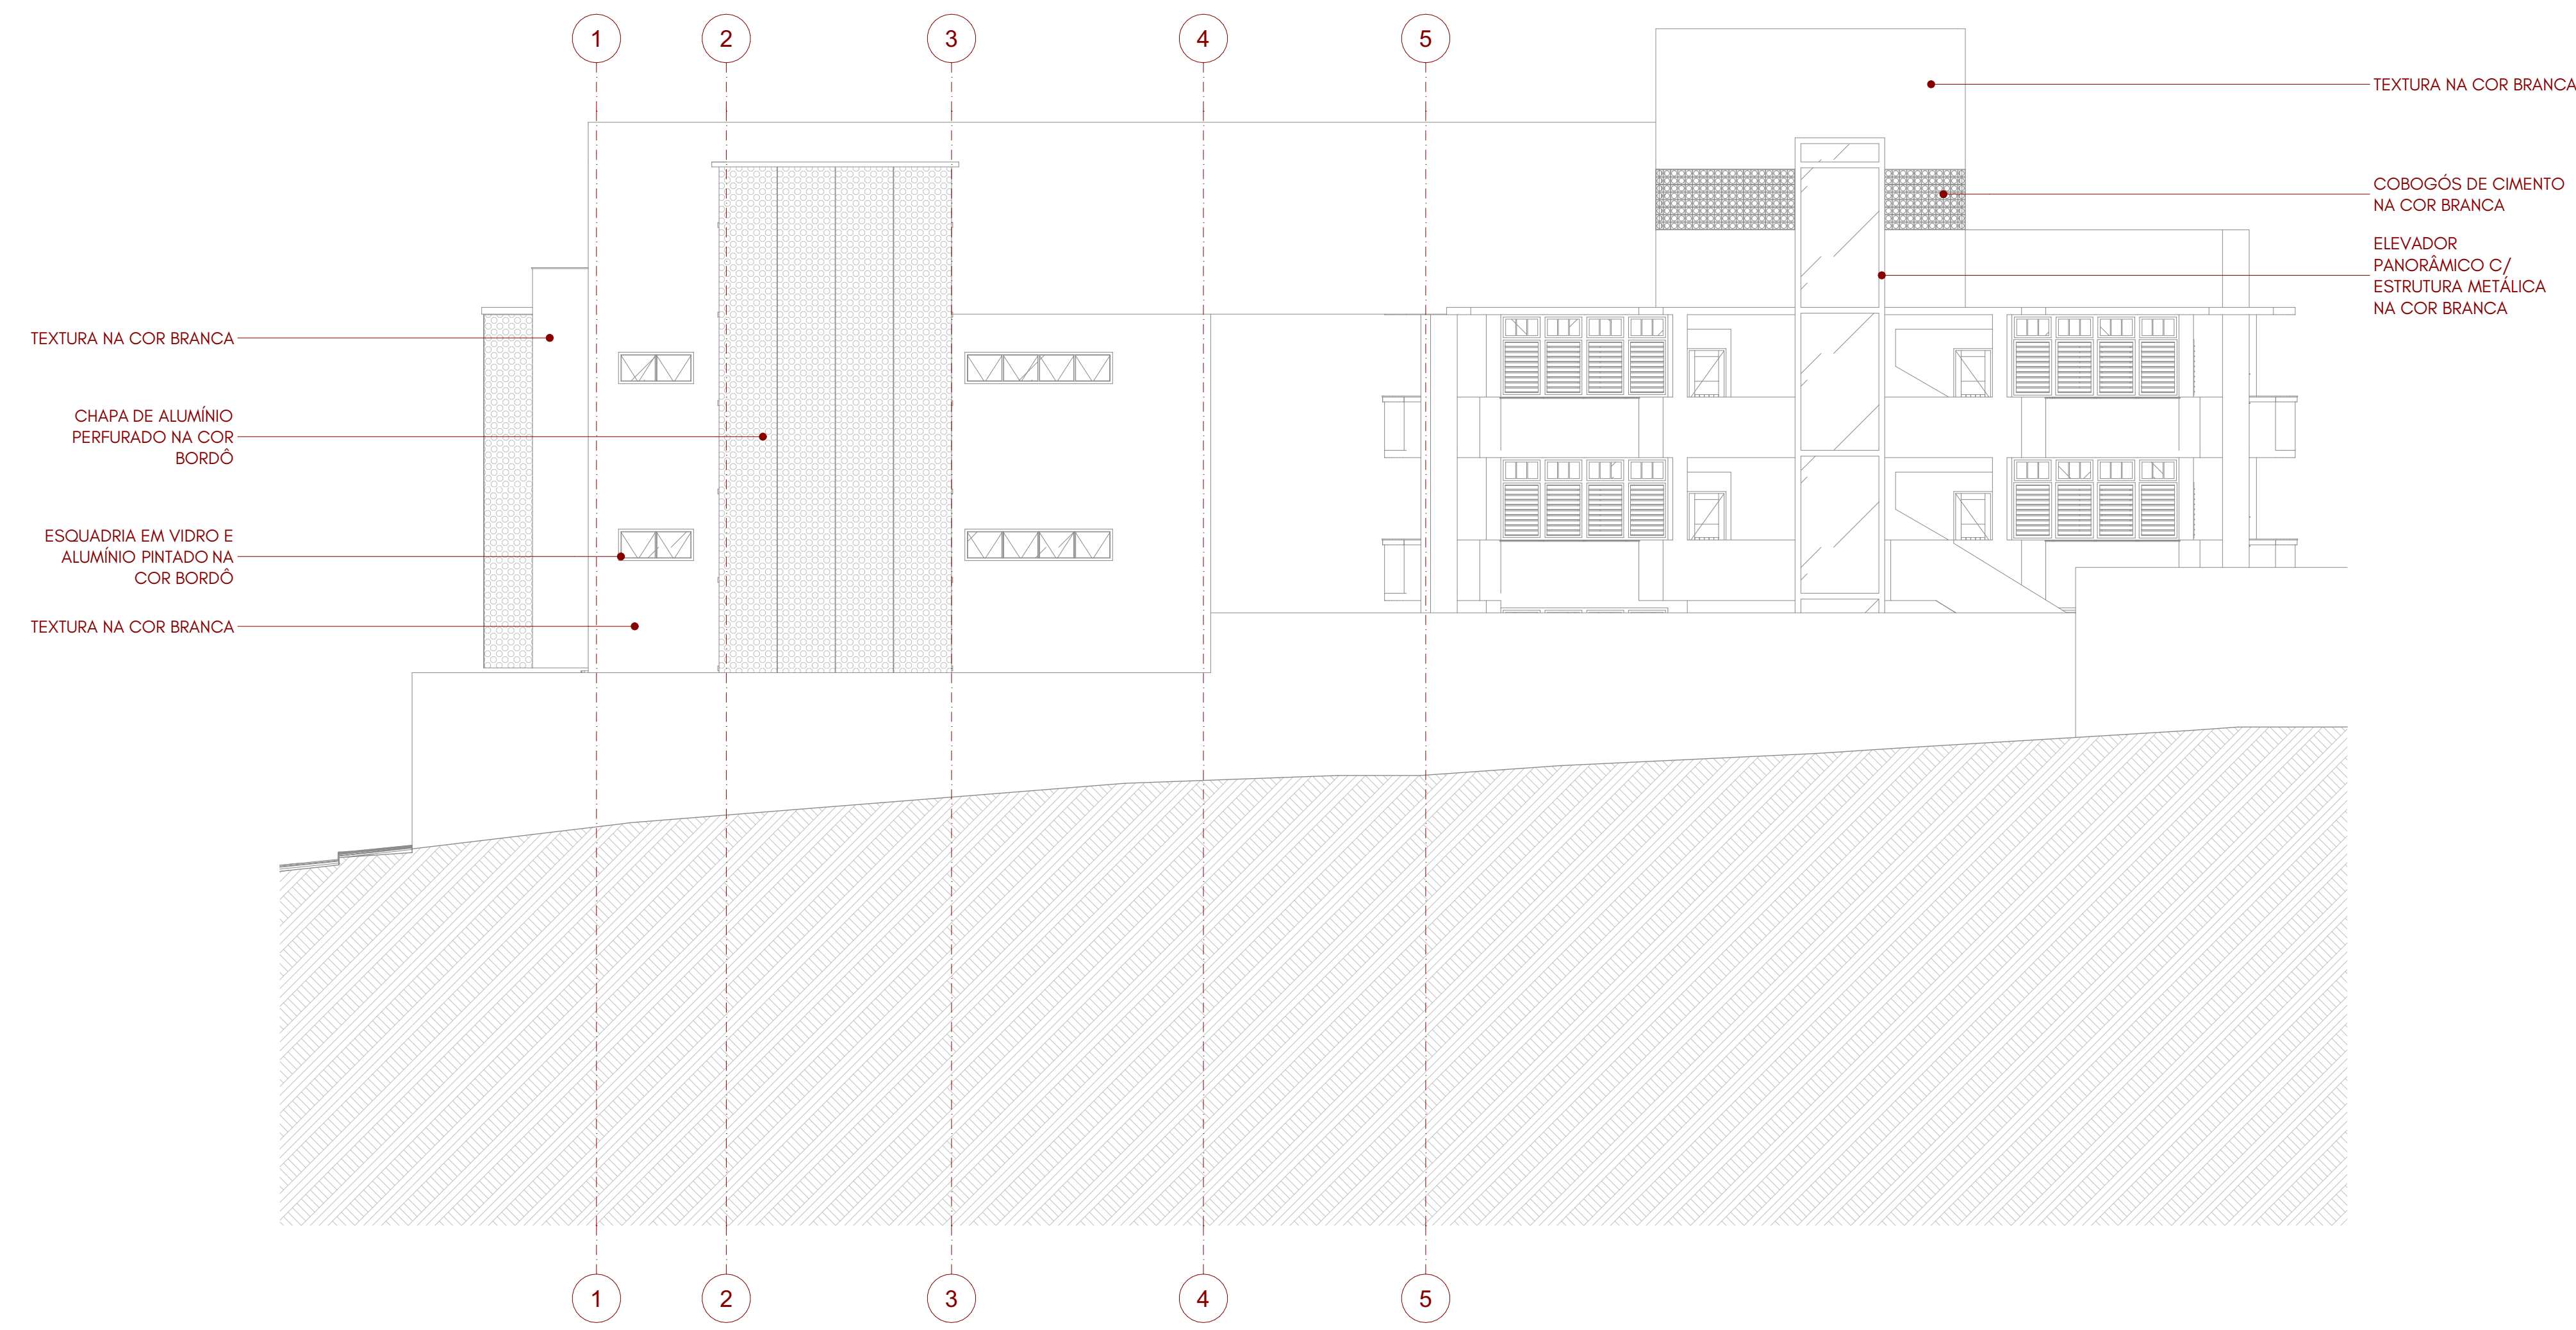 1
2
3
4
5
TEXTURA NA COR BRANCA
COBOGÓS DE CIMENTO
NA COR BRANCA
ELEVADOR
PANORÂMICO C/
ESTRUTURA METÁLICA
NA COR BRANCA
TEXTURA NA COR BRANCA
CHAPA DE ALUMÍNIO
PERFURADO NA COR
BORDÔ
ESQUADRIA EM VIDRO E
ALUMÍNIO PINTADO NA
COR BORDÔ
TEXTURA NA COR BRANCA
1
2
3
4
5